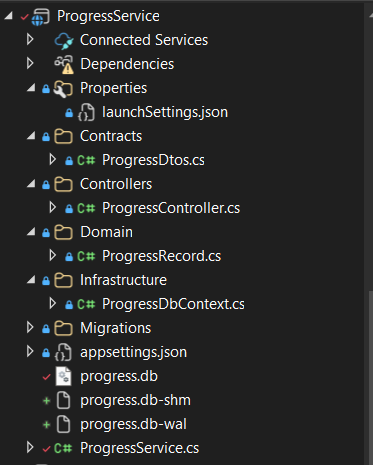 ProgressService
Connected Services
Dependencies
Properties
launchSettings.json
Contracts
C# ProgressDtos.cs
Controllers
C# ProgressController.cs
Domain
C# ProgressRecord.cs
Infrastructure
C# ProgressDbContext.cs
Migrations
appsettings.json
progress.db
progress.db-shm
progress.db-wal
C# ProgressService.cs